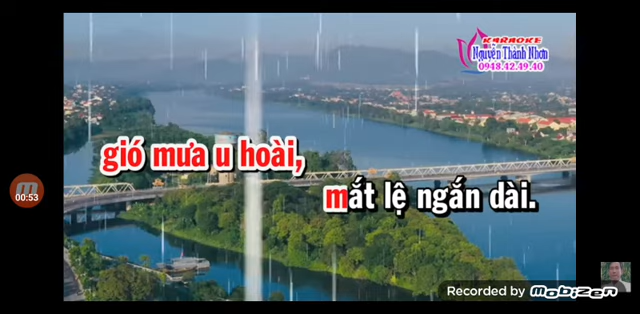 KARAOKE
Nguyễn Thành Nhơn
0948.42.49.40
gió mưa u hoài,
mắt lệ ngắn dài.
00:53
Recorded by mobizen